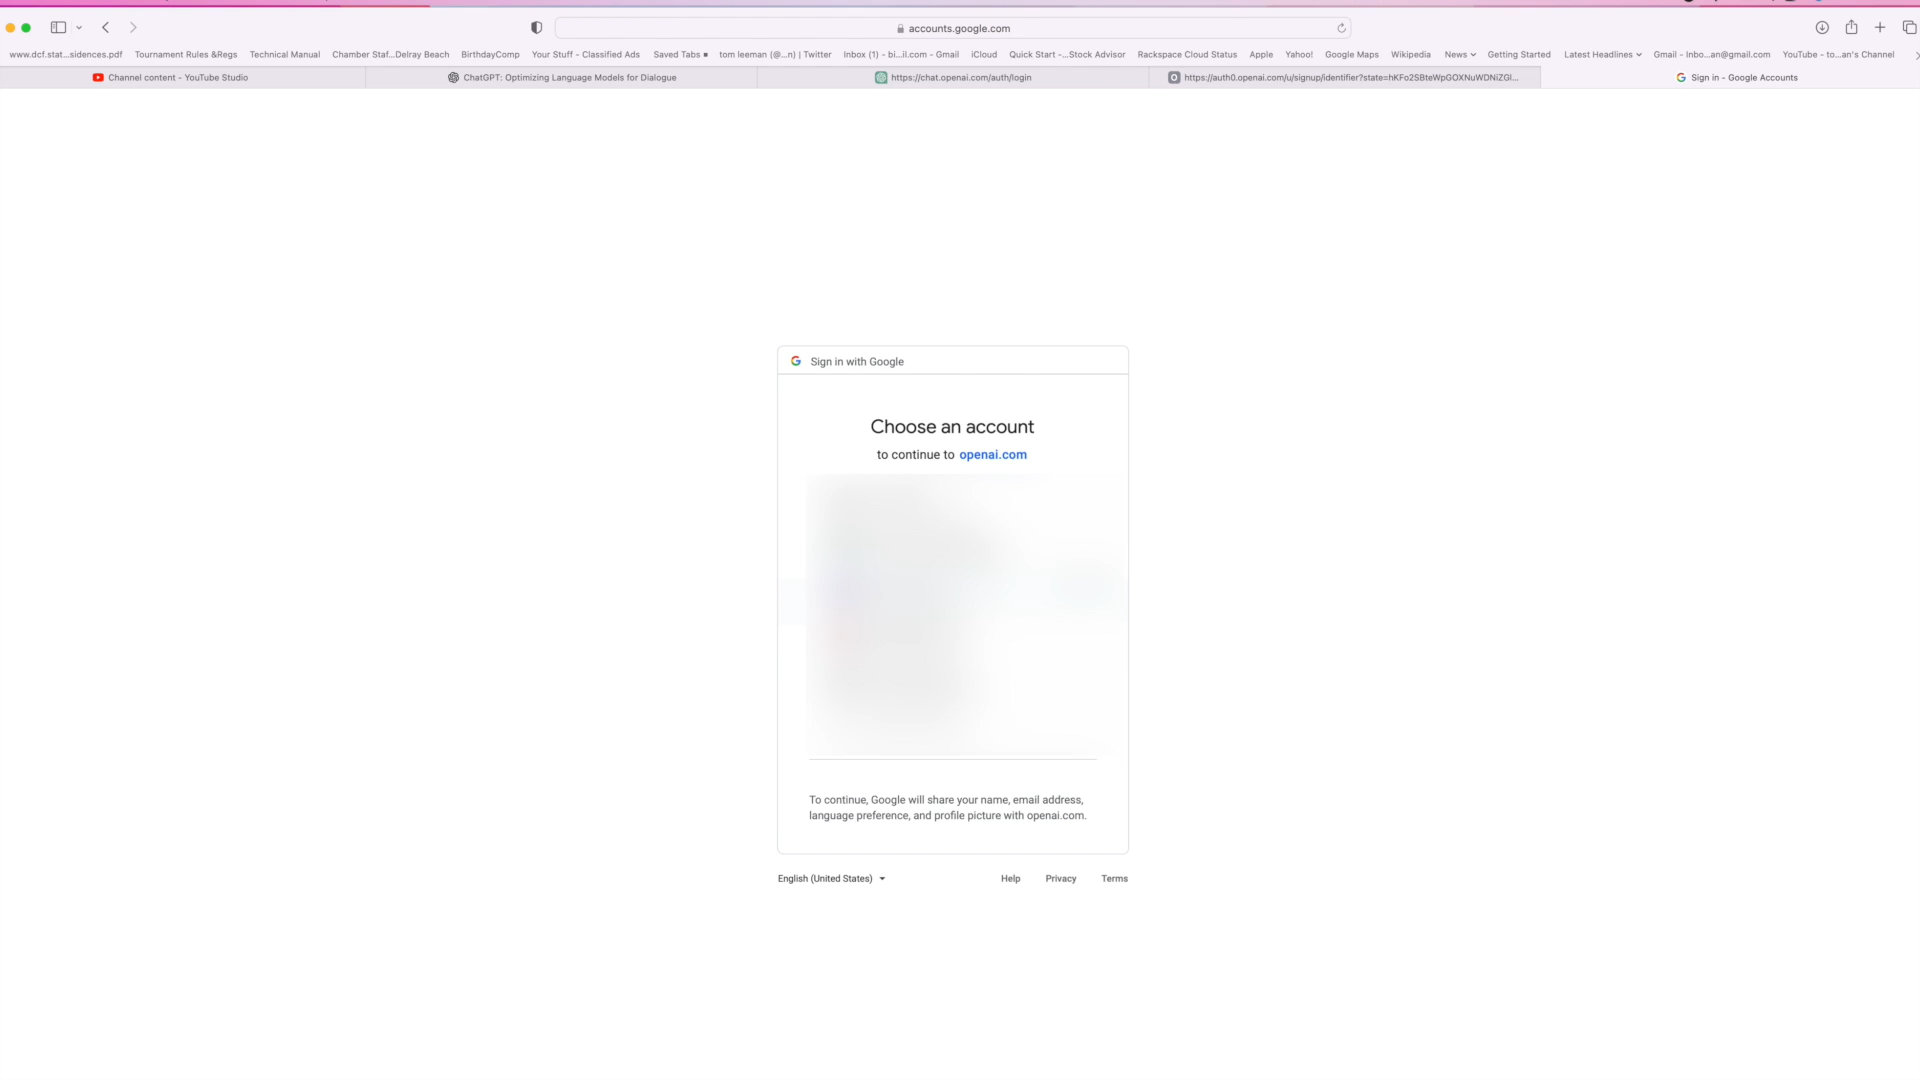 accounts.google.com
www.dcf.stat...sidences.pdf Tournament Rules &Regs Technical Manual Chamber Staf...Delray Beach BirthdayComp Your Stuff - Classified Ads Saved Tabs tom leeman (@...n) | Twitter Inbox (1) - bi...il.com - Gmail iCloud Quick Start -...Stock Advisor Rackspace Cloud Status Apple Yahoo! Google Maps Wikipedia News Getting Started Latest Headlines Gmail - Inbo...an@gmail.com YouTube - to...an's Channel
Channel content - YouTube Studio ChatGPT: Optimizing Language Models for Dialogue https://chat.openai.com/auth/login https://auth0.openai.com/u/signup/identifier?state=hKFo2SBteWpGOXNuWDNiZGl... Sign in - Google Accounts
Sign in with Google
Choose an account
to continue to openai.com
To continue, Google will share your name, email address,
language preference, and profile picture with openai.com.
English (United States) Help Privacy Terms